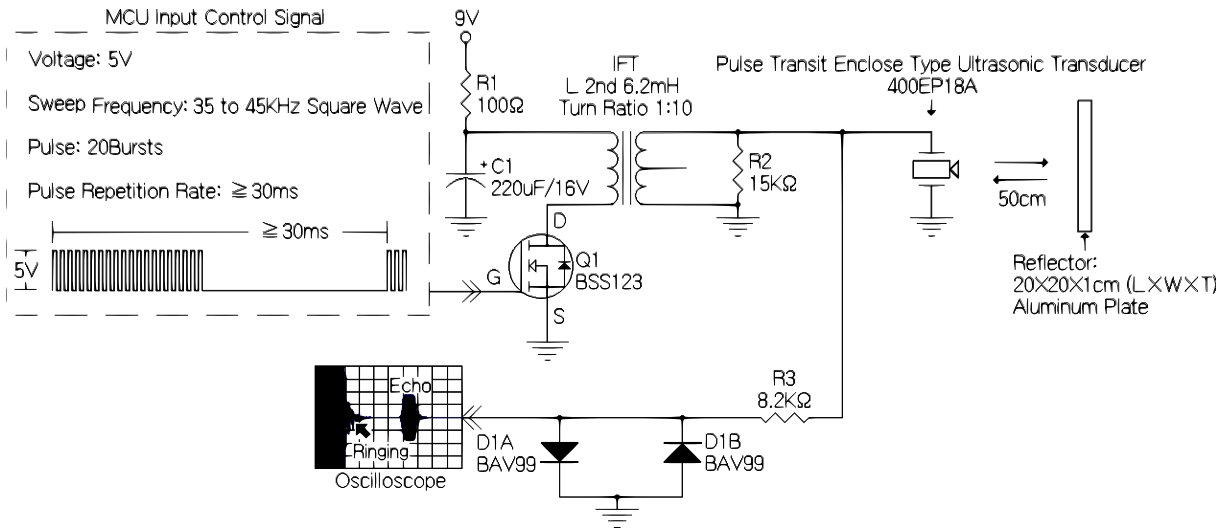 MCU Input Control Signal
Voltage: 5V
Sweep Frequency: 35 to 45KHz Square Wave
Pulse: 20Bursts
Pulse Repetition Rate: ≧30ms
≧30ms
5V
9V
R1
100Ω
+
C1
220uF/16V
IFT
L 2nd 6.2mH
Turn Ratio 1:10
D
G
S
Q1
BSS123
R2
15KΩ
Pulse Transit Enclose Type Ultrasonic Transducer
400EP18A
50cm
Reflector:
20X20X1cm (LXWXT)
Aluminum Plate
R3
8.2KΩ
D1A
BAV99
D1B
BAV99
Echo
Ringing
Oscilloscope